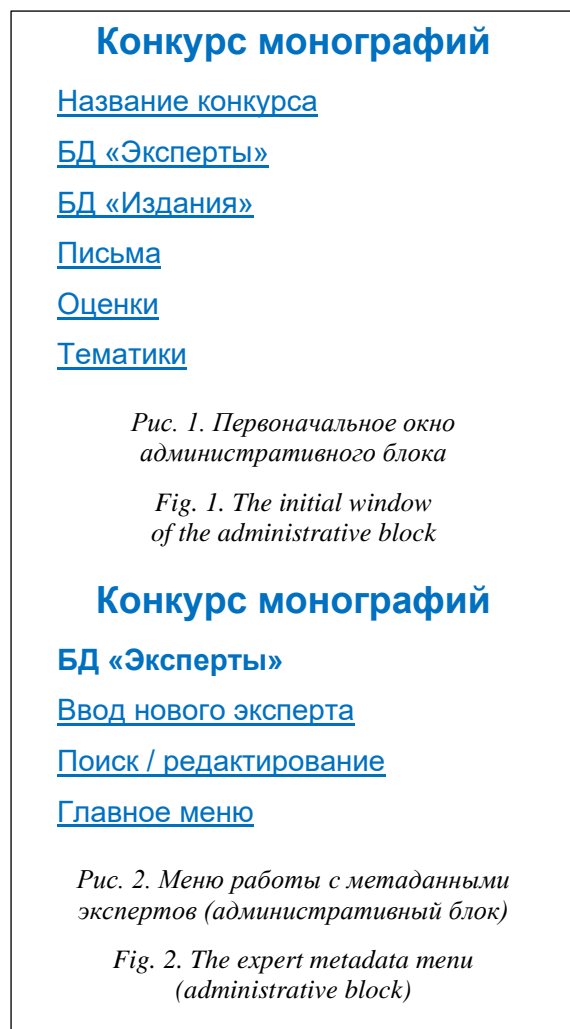 Конкурс монографий
Название конкурса
БД «Эксперты»
БД «Издания»
Письма
Оценки
Тематики
Рис. 1. Первоначальное окно
административного блока
Fig. 1. The initial window
of the administrative block
Конкурс монографий
БД «Эксперты»
Ввод нового эксперта
Поиск / редактирование
Главное меню
Рис. 2. Меню работы с метаданными
экспертов (административный блок)
Fig. 2. The expert metadata menu
(administrative block)